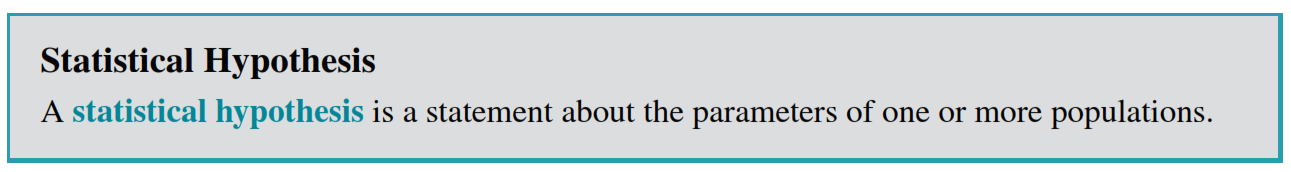 Statistical Hypothesis
A statistical hypothesis is a statement about the parameters of one or more populations.